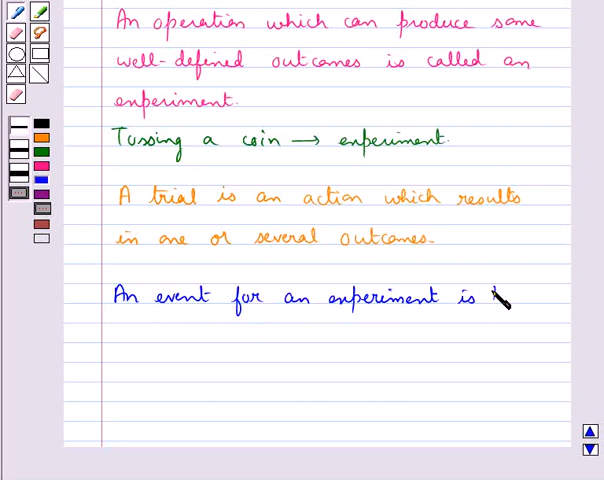 An operation which can produce some
well-defined outcomes is called an
experiment.
Tossing a coin → experiment.
A trial is an action which results
in one or several outcomes.
An event for an experiment is